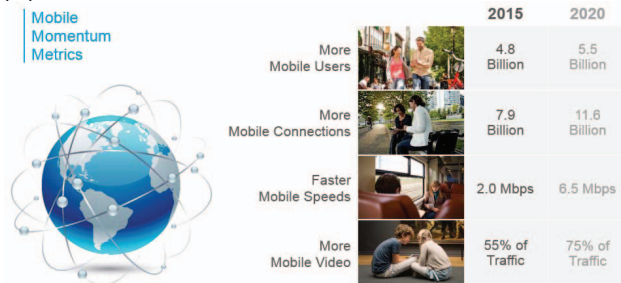 Mobile
Momentum
Metrics
2015 2020
More
Mobile Users
4.8
Billion
5.5
Billion
More
Mobile Connections
7.9
Billion
11.6
Billion
Faster
Mobile Speeds
2.0 Mbps
6.5 Mbps
More
Mobile Video
55% of
Traffic
75% of
Traffic